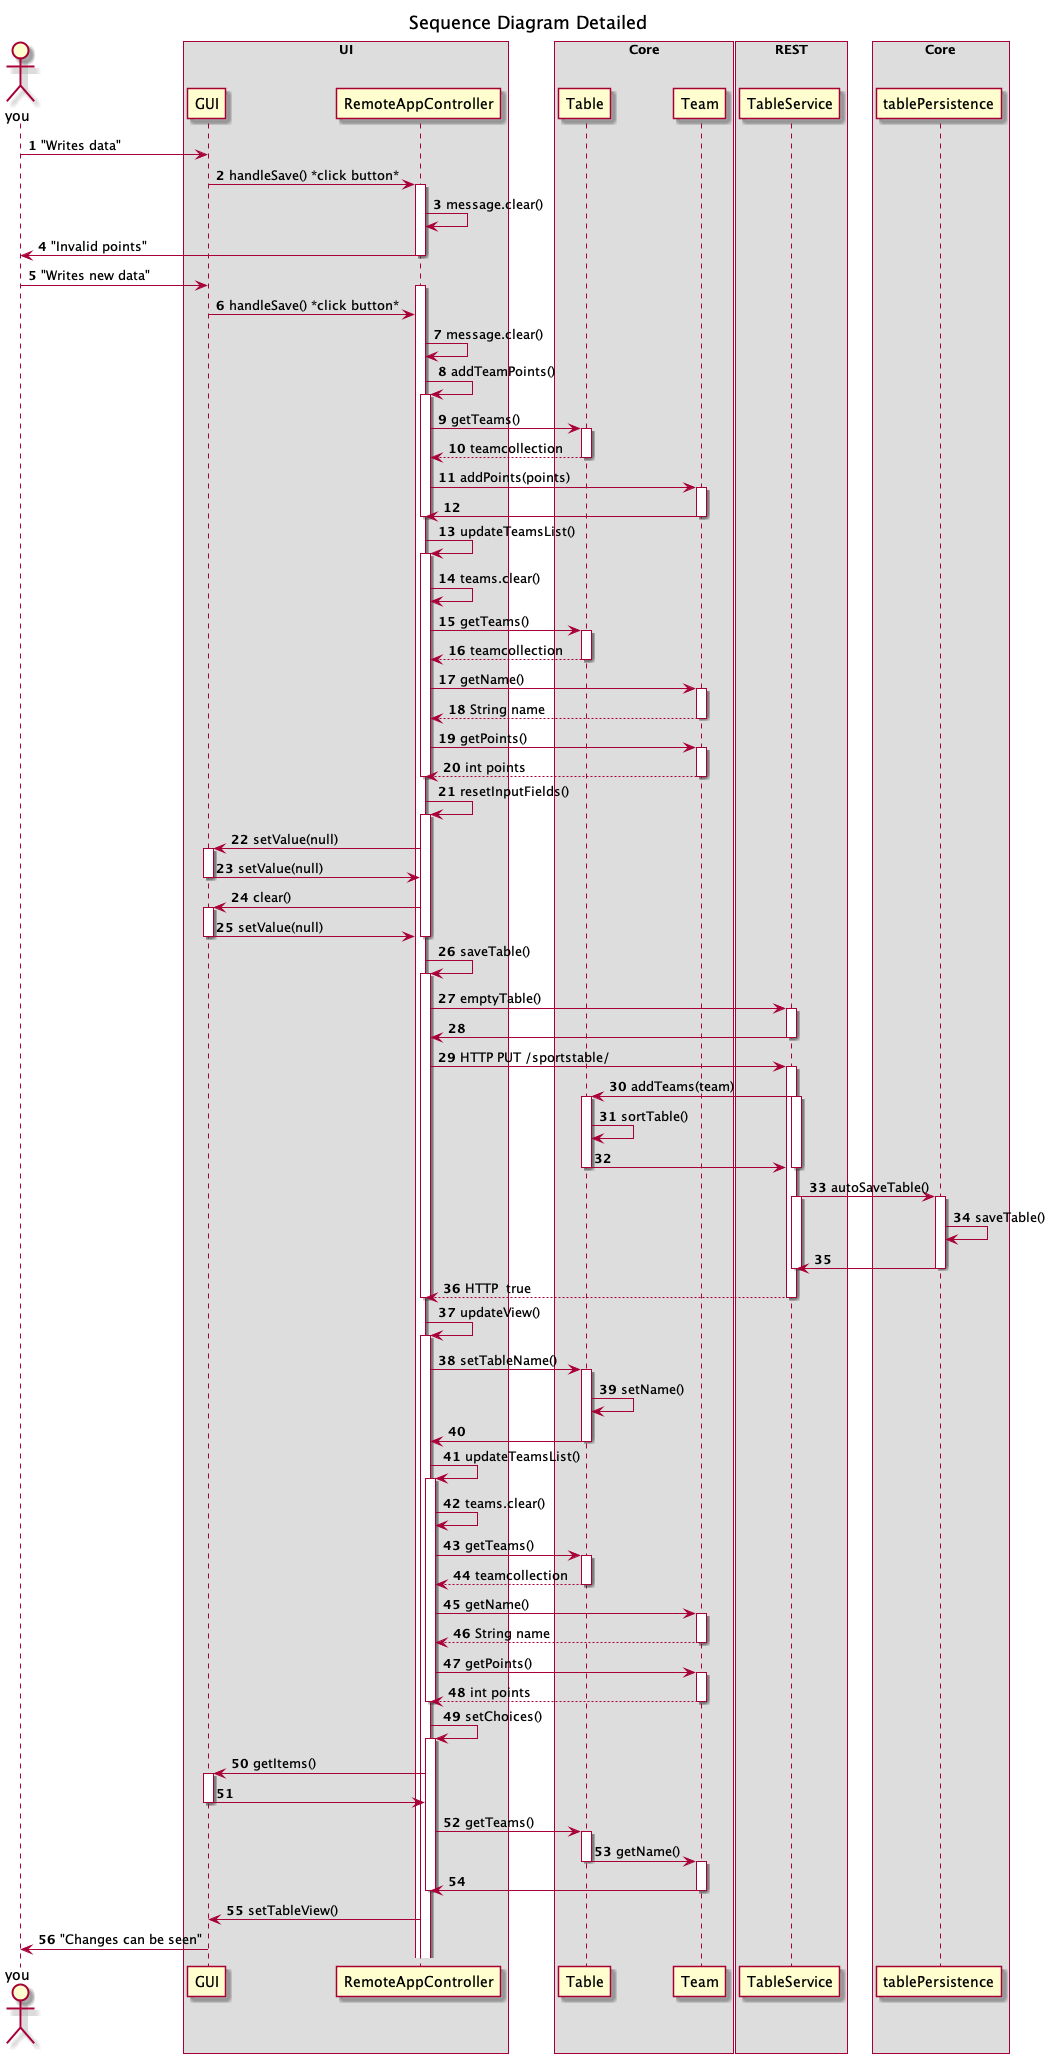 Sequence Diagram Detailed
UI
Core
REST
Core
GUI
RemoteAppController
Table
Team
TableService
tablePersistence
you
1 "Writes data"
2 handleSave() *click button*
3 message.clear()
4 "Invalid points"
5 "Writes new data"
6 handleSave() *click button*
7 message.clear()
8 addTeamPoints()
9 getTeams()
10 teamcollection
11 addPoints(points)
12
13 updateTeamsList()
14 teams.clear()
15 getTeams()
16 teamcollection
17 getName()
18 String name
19 getPoints()
20 int points
21 resetInputFields()
22 setValue(null)
23 setValue(null)
24 clear()
25 setValue(null)
26 saveTable()
27 emptyTable()
28
29 HTTP PUT /sportstable/
30 addTeams(team)
31 sortTable()
32
33 autoSaveTable()
34 saveTable()
35
36 HTTP  true
37 updateView()
38 setTableName()
39 setName()
40
41 updateTeamsList()
42 teams.clear()
43 getTeams()
44 teamcollection
45 getName()
46 String name
47 getPoints()
48 int points
49 setChoices()
50 getItems()
51
52 getTeams()
53 getName()
54
55 setTableView()
56 "Changes can be seen"
you
GUI
RemoteAppController
Table
Team
TableService
tablePersistence